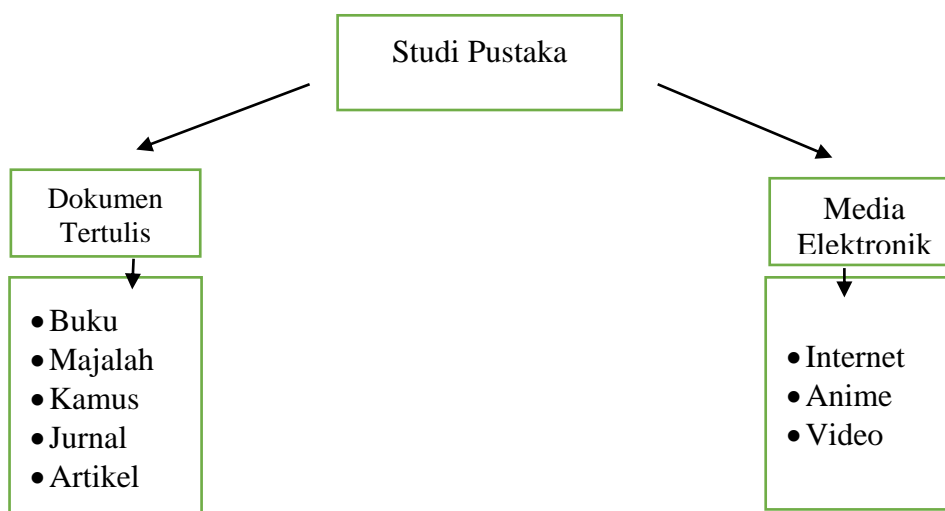 Studi Pustaka
Dokumen
Tertulis
• Buku
• Majalah
• Kamus
• Jurnal
• Artikel
Media
Elektronik
• Internet
• Anime
• Video